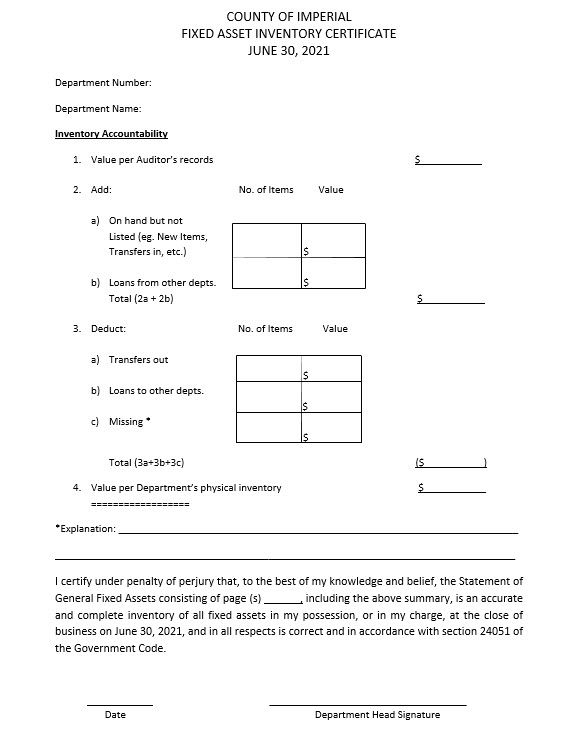 COUNTY OF IMPERIAL
FIXED ASSET INVENTORY CERTIFICATE
JUNE 30, 2021
Department Number:
Department Name:
Inventory Accountability
1. Value per Auditor's records $
2. Add: No. of Items Value
a) On hand but not
Listed (eg. New Items,
Transfers in, etc.) $
b) Loans from other depts. $
Total (2a + 2b) $
3. Deduct: No. of Items Value
a) Transfers out $
b) Loans to other depts. $
c) Missing * $
Total (3a+3b+3c) ($ )
4. Value per Department's physical inventory $
==================
*Explanation:
I certify under penalty of perjury that, to the best of my knowledge and belief, the Statement of
General Fixed Assets consisting of page (s) ______, including the above summary, is an accurate
and complete inventory of all fixed assets in my possession, or in my charge, at the close of
business on June 30, 2021, and in all respects is correct and in accordance with section 24051 of
the Government Code.
Date Department Head Signature